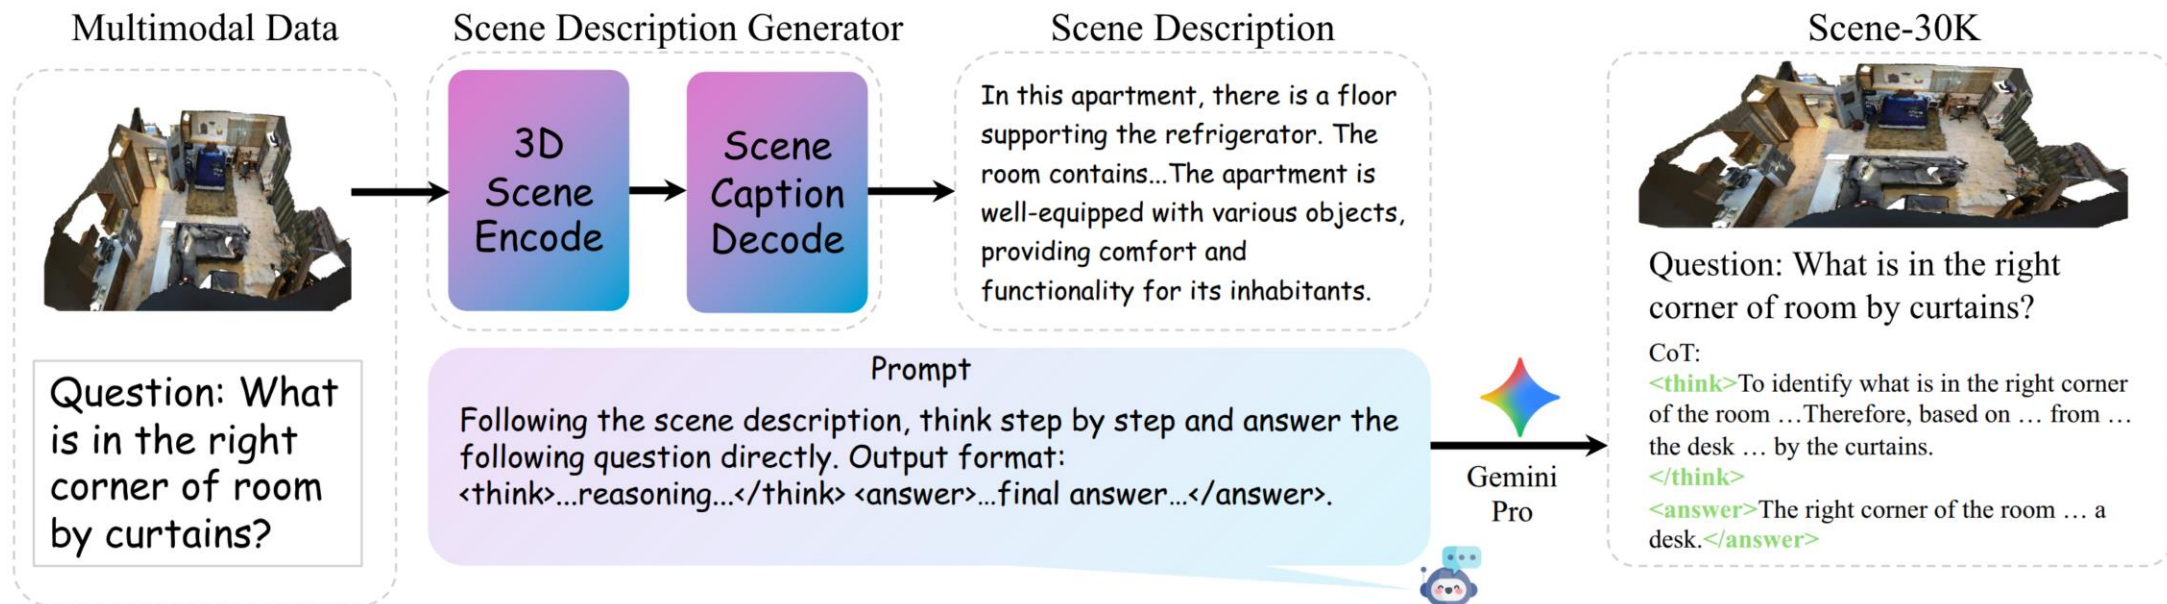 Multimodal Data
Question: What
is in the right
corner of room
by curtains?
Scene Description Generator
3D
Scene
Encode
Scene
Caption
Decode
Scene Description
In this apartment, there is a floor
supporting the refrigerator. The
room contains...The apartment is
well-equipped with various objects,
providing comfort and
functionality for its inhabitants.
Prompt
Following the scene description, think step by step and answer the
following question directly. Output format:
<think>...reasoning...</think> <answer>...final answer...</answer>.
Gemini
Pro
Scene-30K
Question: What is in the right
corner of room by curtains?
CoT:
<think>To identify what is in the right corner
of the room …Therefore, based on … from …
the desk … by the curtains.
</think>
<answer>The right corner of the room … a
desk.</answer>